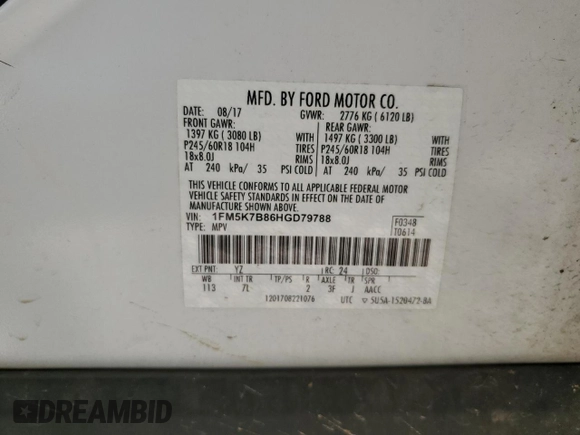 MFD. BY FORD MOTOR CO.
DATE: 08/17 GVWR: 2776 KG ( 6120 LB)
FRONT GAWR: REAR GAWR:
1397 KG ( 3080 LB) WITH 1497 KG ( 3300 LB) WITH
P245/60R18 104H TIRES P245/60R18 104H TIRES
18x8.0J RIMS 18x8.0J RIMS
AT 240 kPa/ 35 PSI COLD AT 240 kPa/ 35 PSI COLD
THIS VEHICLE CONFORMS TO ALL APPLICABLE FEDERAL MOTOR
VEHICLE SAFETY STANDARDS IN EFFECT ON THE DATE OF
MANUFACTURE SHOWN ABOVE.
VIN: 1FM5K7B86HGD79788 F0348
TYPE: MPV T0614
EXT PNT: YZ RC: 24 DSO:
WB INT TR TP/PS R AXLE TR SPR
113 7L 2 3F J AACC
1201708221076 UTC
DREAMBID